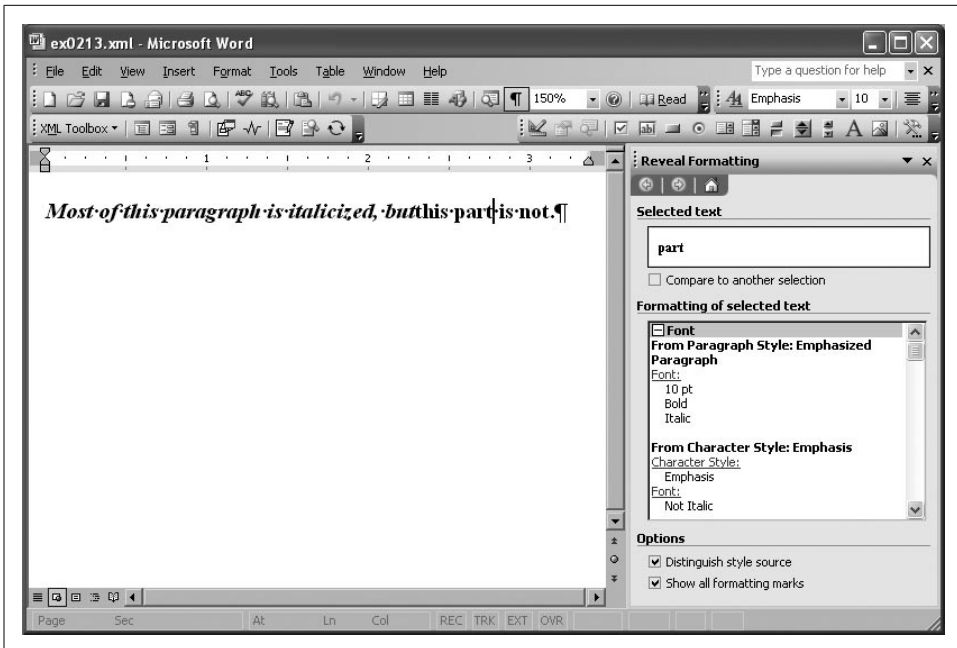 ex0213.xml - Microsoft Word
File Edit View Insert Format Tools Table Window Help Type a question for help
150% Read Emphasis 10
XML Toolbox
1 2 3
Reveal Formatting
Most·of·this·paragraph·is·italicized,·butthis·part·is·not.¶
Selected text
part
Compare to another selection
Formatting of selected text
Font
From Paragraph Style: Emphasized
Paragraph
Font:
10 pt
Bold
Italic
From Character Style: Emphasis
Character Style:
Emphasis
Font:
Not Italic
Options
Distinguish style source
Show all formatting marks
Page Sec At Ln Col REC TRK EXT OVR